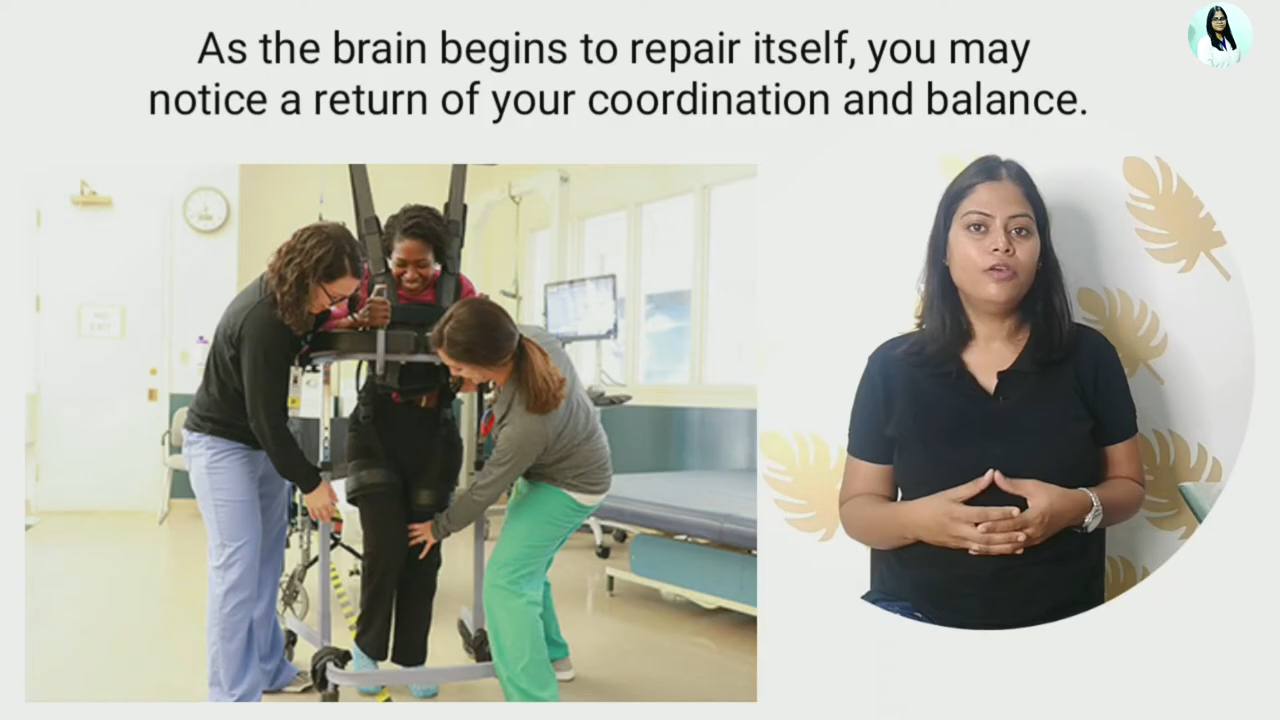 As the brain begins to repair itself, you may
notice a return of your coordination and balance.